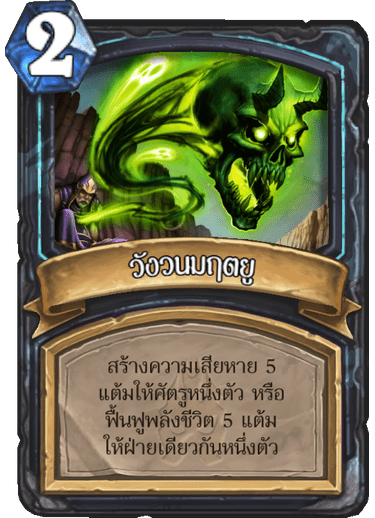 2
วังวนมฤตยู
สร้างความเสียหาย 5
แต้มให้ศัตรูหนึ่งตัว หรือ
ฟื้นฟูพลังชีวิต 5 แต้ม
ให้ฝ่ายเดียวกันหนึ่งตัว